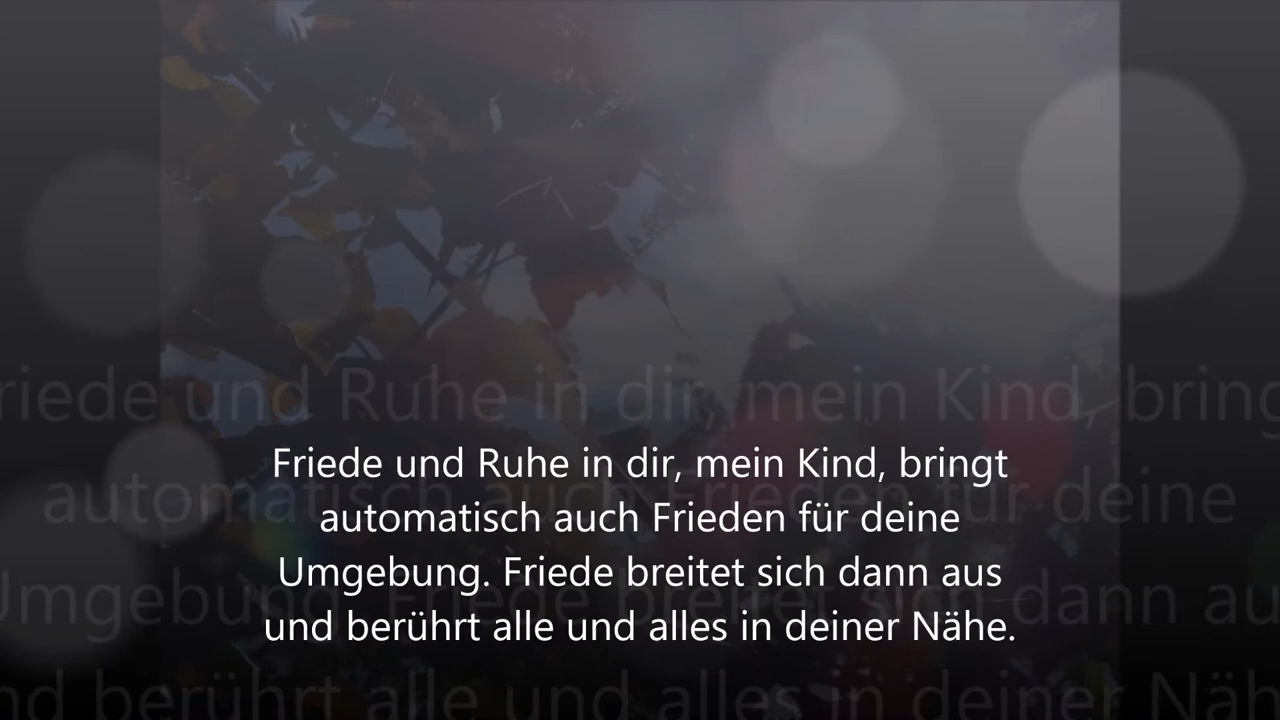 Friede und Ruhe in dir, mein Kind, bringt
automatisch auch Frieden für deine
Umgebung. Friede breitet sich dann aus
und berührt alle und alles in deiner Nähe.